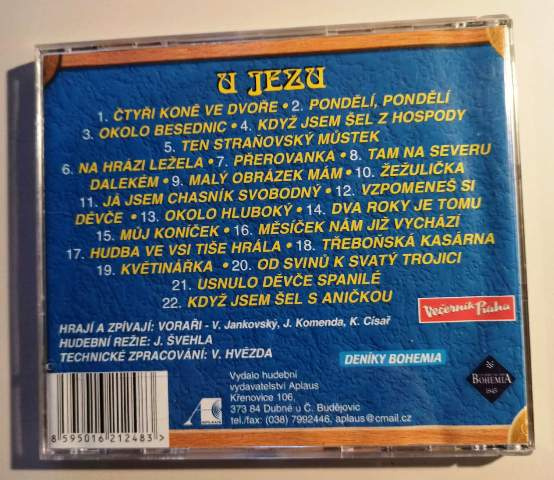 U JEZU
1. ČTYŘI KONĚ VE DVOŘE • 2. PONDĚLÍ, PONDĚLÍ
3. OKOLO BESEDNIC • 4. KDYŽ JSEM ŠEL Z HOSPODY
5. TEN STRAŇOVSKÝ MŮSTEK
6. NA HRÁZI LEŽELA • 7. PŘEROVANKA • 8. TAM NA SEVERU
DALEKÉM • 9. MALÝ OBRÁZEK MÁM • 10. ŽEŽULIČKA
11. JÁ JSEM CHASNÍK SVOBODNÝ • 12. VZPOMENEŠ SI
DĚVČE • 13. OKOLO HLUBOKÝ • 14. DVA ROKY JE TOMU
15. MŮJ KONÍČEK • 16. MĚSÍČEK NÁM JIŽ VYCHÁZÍ
17. HUDBA VE VSI TIŠE HRÁLA • 18. TŘEBOŇSKÁ KASÁRNA
19. KVĚTINÁŘKA • 20. OD SVINŮ K SVATÝ TROJICI
21. USNULO DĚVČE SPANILÉ
22. KDYŽ JSEM ŠEL S ANIČKOU
HRAJÍ A ZPÍVAJÍ: VORAŘI - V. Jankovský, J. Komenda, K. Císař
HUDEBNÍ REŽIE: J. ŠVEHLA
TECHNICKÉ ZPRACOVÁNÍ: V. HVĚZDA
Večerník Praha
DENÍKY BOHEMIA
BOHEMIA
Vydalo hudební
vydavatelství Aplaus
Křenovice 106
373 84 Dubné u Č. Budějovic
tel./fax: (038) 7992446, aplaus@cmail.cz
8 595016 212483 >